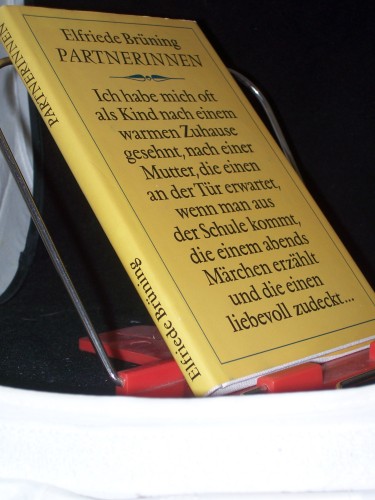 Elfriede Brüning
PARTNERINNEN
Ich habe mich oft
als Kind nach einem
warmen Zuhause
gesehnt, nach einer
Mutter, die einen
an der Tür erwartet,
wenn man aus
der Schule kommt,
die einem abends
Märchen erzählt
und die einen
liebevoll zudeckt...
PARTNERINNEN
Elfriede Brüning